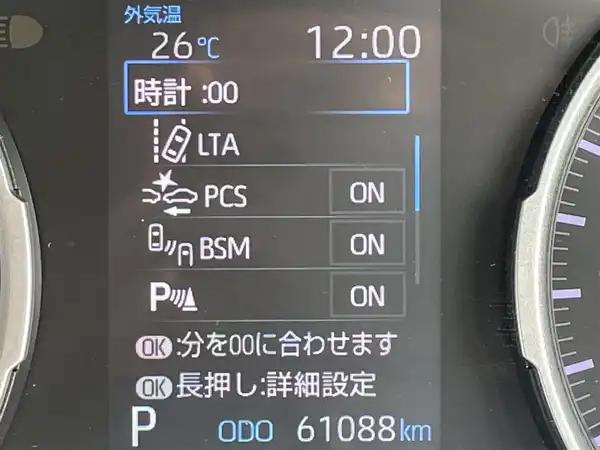 外気温
26℃ 12:00
時計 :00
LTA
PCS ON
BSM ON
P ON
OK:分を00に合わせます
OK長押し:詳細設定
P ODO 61088km